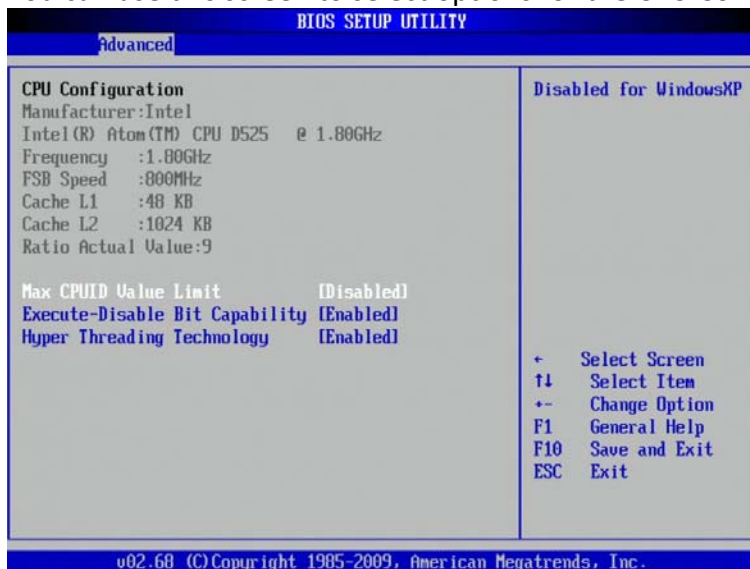 BIOS SETUP UTILITY
Advanced
CPU Configuration
Manufacturer:Intel
Intel(R) Atom(TM) CPU D525 @ 1.80GHz
Frequency :1.80GHz
FSB Speed :800MHz
Cache L1 :48 KB
Cache L2 :1024 KB
Ratio Actual Value:9
Max CPUID Value Limit [Disabled]
Execute-Disable Bit Capability [Enabled]
Hyper Threading Technology [Enabled]
Disabled for WindowsXP
← Select Screen
↑↓ Select Item
+- Change Option
F1 General Help
F10 Save and Exit
ESC Exit
v02.68 (C)Copyright 1985-2009, American Megatrends, Inc.